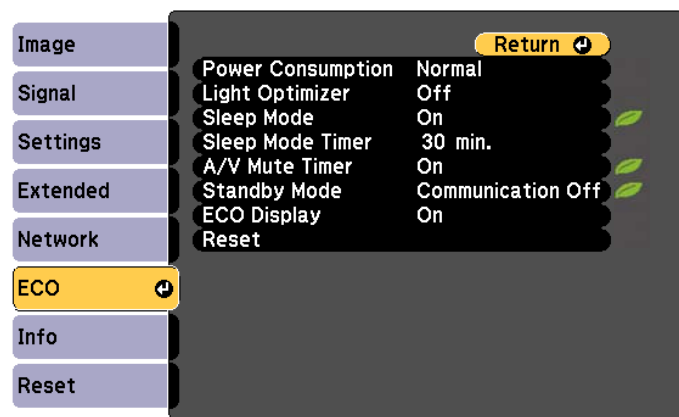 Image
Signal
Settings
Extended
Network
ECO
Info
Reset
Return
Power Consumption Normal
Light Optimizer Off
Sleep Mode On
Sleep Mode Timer 30 min.
A/V Mute Timer On
Standby Mode Communication Off
ECO Display On
Reset